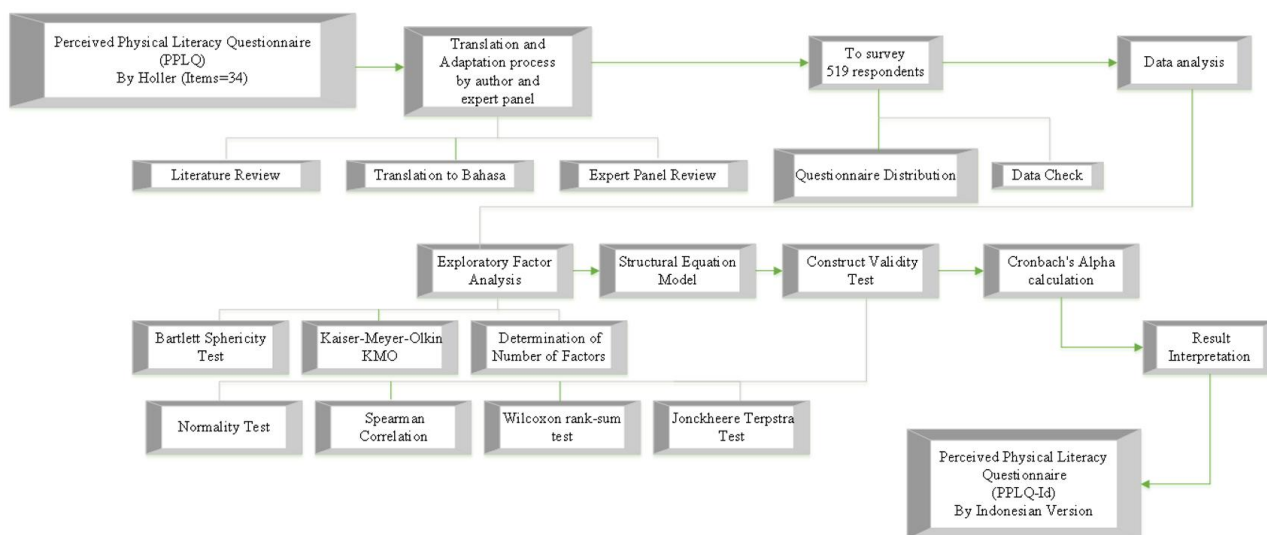 Perceived Physical Literacy Questionnaire
(PPLQ)
By Holler (Items=34)
Translation and
Adaptation process
by author and
expert panel
To survey
519 respondents
Data analysis
Literature Review
Translation to Bahasa
Expert Panel Review
Questionnaire Distribution
Data Check
Exploratory Factor
Analysis
Structural Equation
Model
Construct Validity
Test
Cronbach's Alpha
calculation
Bartlett Sphericity
Test
Kaiser-Meyer-Olkin
KMO
Determination of
Number of Factors
Result
Interpretation
Normality Test
Spearman
Correlation
Wilcoxon rank-sum
test
Jonckheere Terpstra
Test
Perceived Physical Literacy
Questionnaire
(PPLQ-Id)
By Indonesian Version